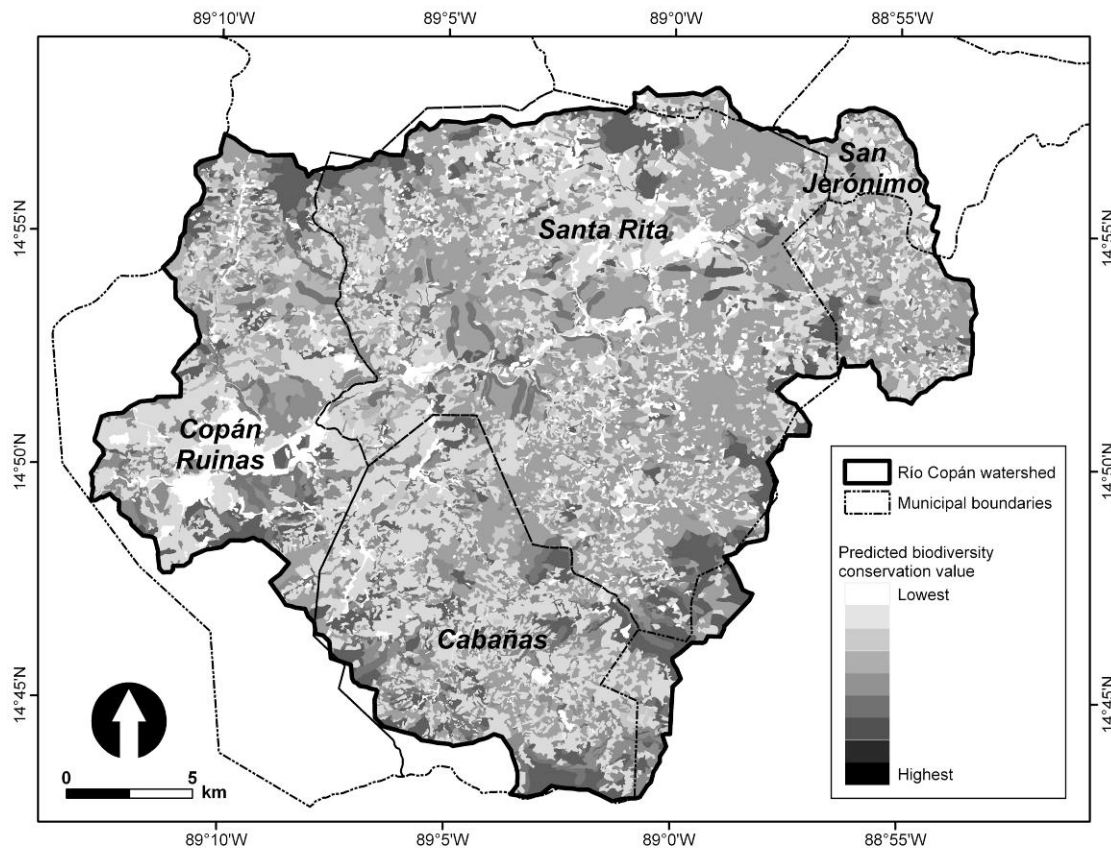 89°10'W 89°5'W 89°0'W 88°55'W
14°55'N
14°50'N
14°45'N
San
Jeronimo
Santa Rita
Copán
Ruinas
Cabañas
14°55'N
14°50'N
14°45'N
Río Copán watershed
Municipal boundaries
Predicted biodiversity
conservation value
Lowest
Highest
0 5
km
89°10'W 89°5'W 89°0'W 88°55'W